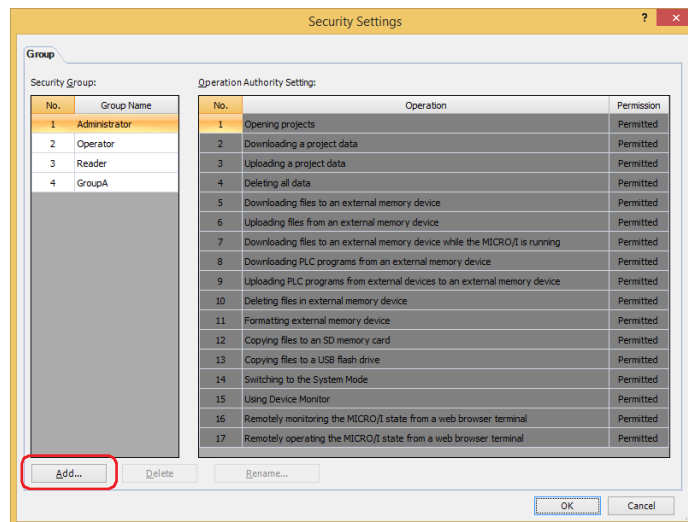 Security Settings
?
Group
Security Group:
Operation Authority Setting:
No. Group Name
1 Administrator
2 Operator
3 Reader
4 GroupA
No. Operation Permission
1 Opening projects Permitted
2 Downloading a project data Permitted
3 Uploading a project data Permitted
4 Deleting all data Permitted
5 Downloading files to an external memory device Permitted
6 Uploading files from an external memory device Permitted
7 Downloading files to an external memory device while the MICRO/I is running Permitted
8 Downloading PLC programs from an external memory device Permitted
9 Uploading PLC programs from external devices to an external memory device Permitted
10 Deleting files in external memory device Permitted
11 Formatting external memory device Permitted
12 Copying files to an SD memory card Permitted
13 Copying files to a USB flash drive Permitted
14 Switching to the System Mode Permitted
15 Using Device Monitor Permitted
16 Remotely monitoring the MICRO/I state from a web browser terminal Permitted
17 Remotely operating the MICRO/I state from a web browser terminal Permitted
Add... Delete Rename...
OK Cancel